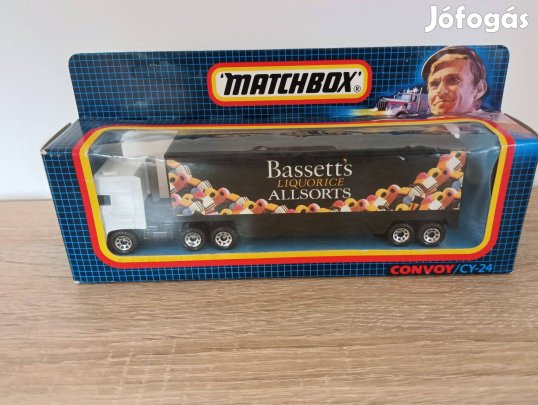 Jófogás
'MATCHBOX'®
Bassett's
LIQUORICE
ALLSORTS
CONVOY/CY-24